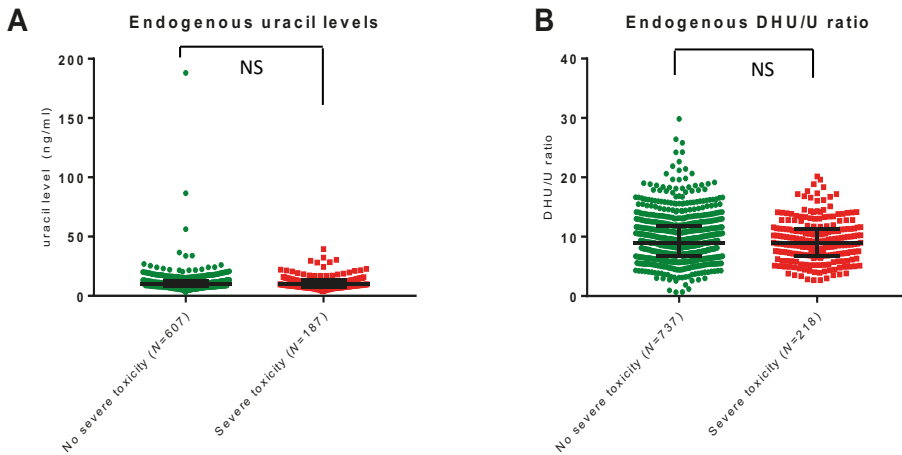 A
Endogenous uracil levels
NS
uracil level (ng/ml)
200
150
100
50
0
No severe toxicity (N=607)
Severe toxicity (N=187)
B
Endogenous DHU/U ratio
NS
DHU/U ratio
40
30
20
10
0
No severe toxicity (N=737)
Severe toxicity (N=218)